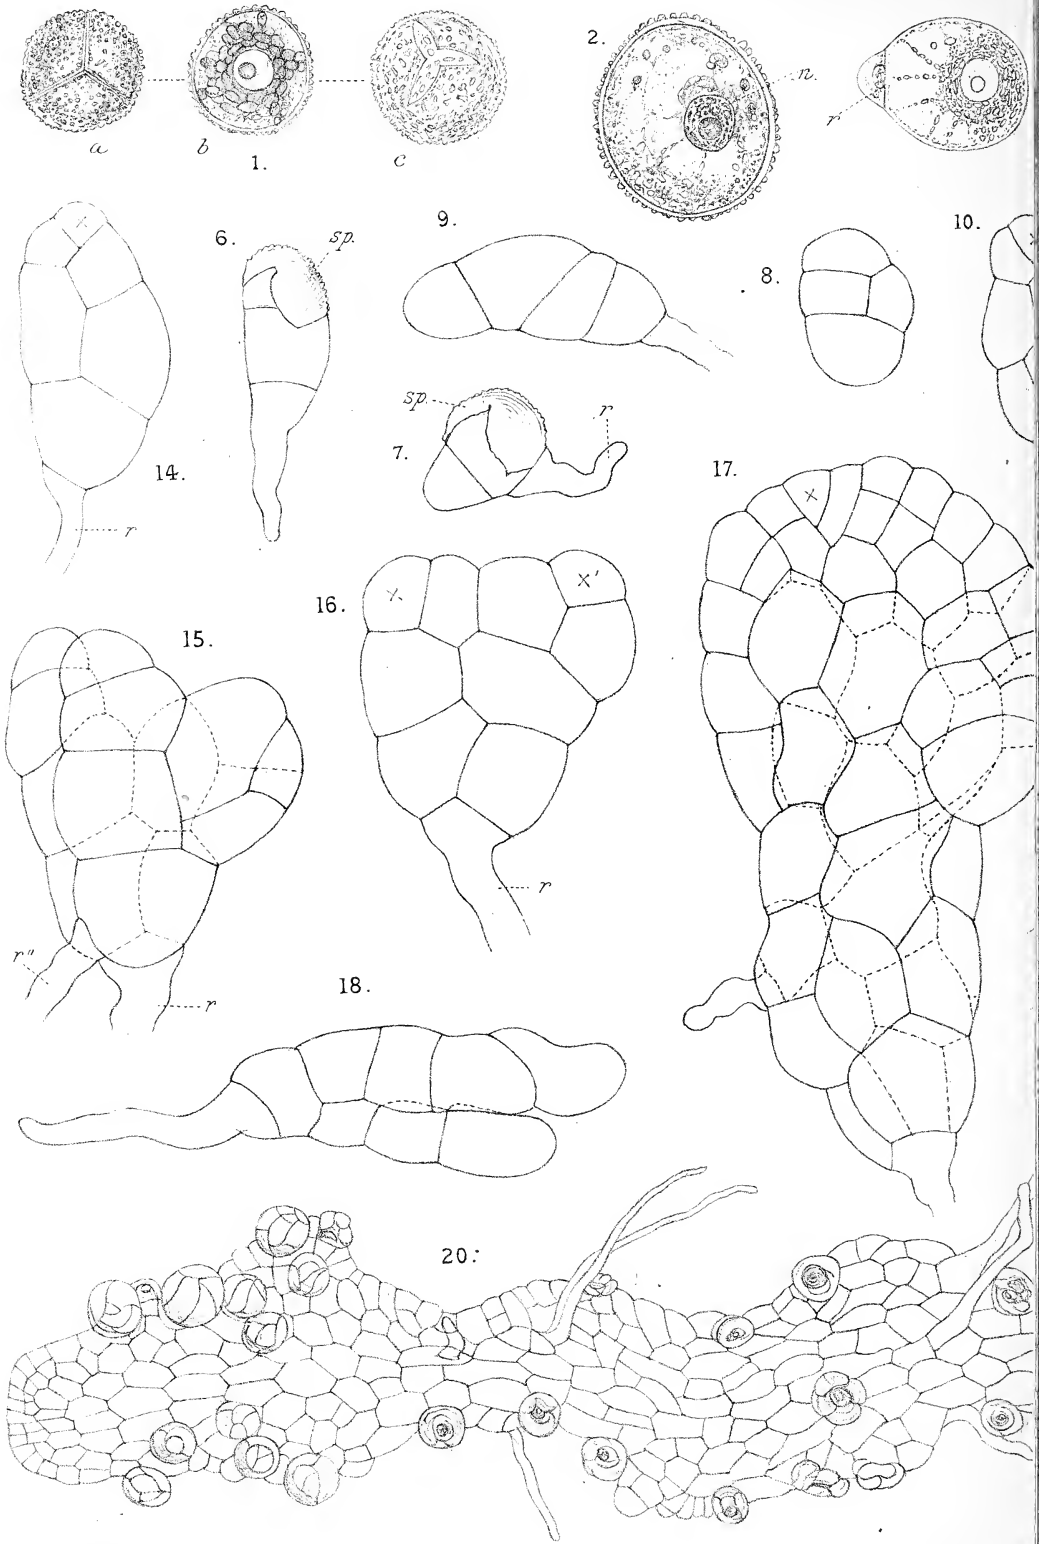 2.
n.
r
a
b
1.
c
6.
sp.
9.
8.
10.
x
x
sp.
r
7.
14.
r
17.
x
16.
x
x'
15.
r
r"
r
18.
20.